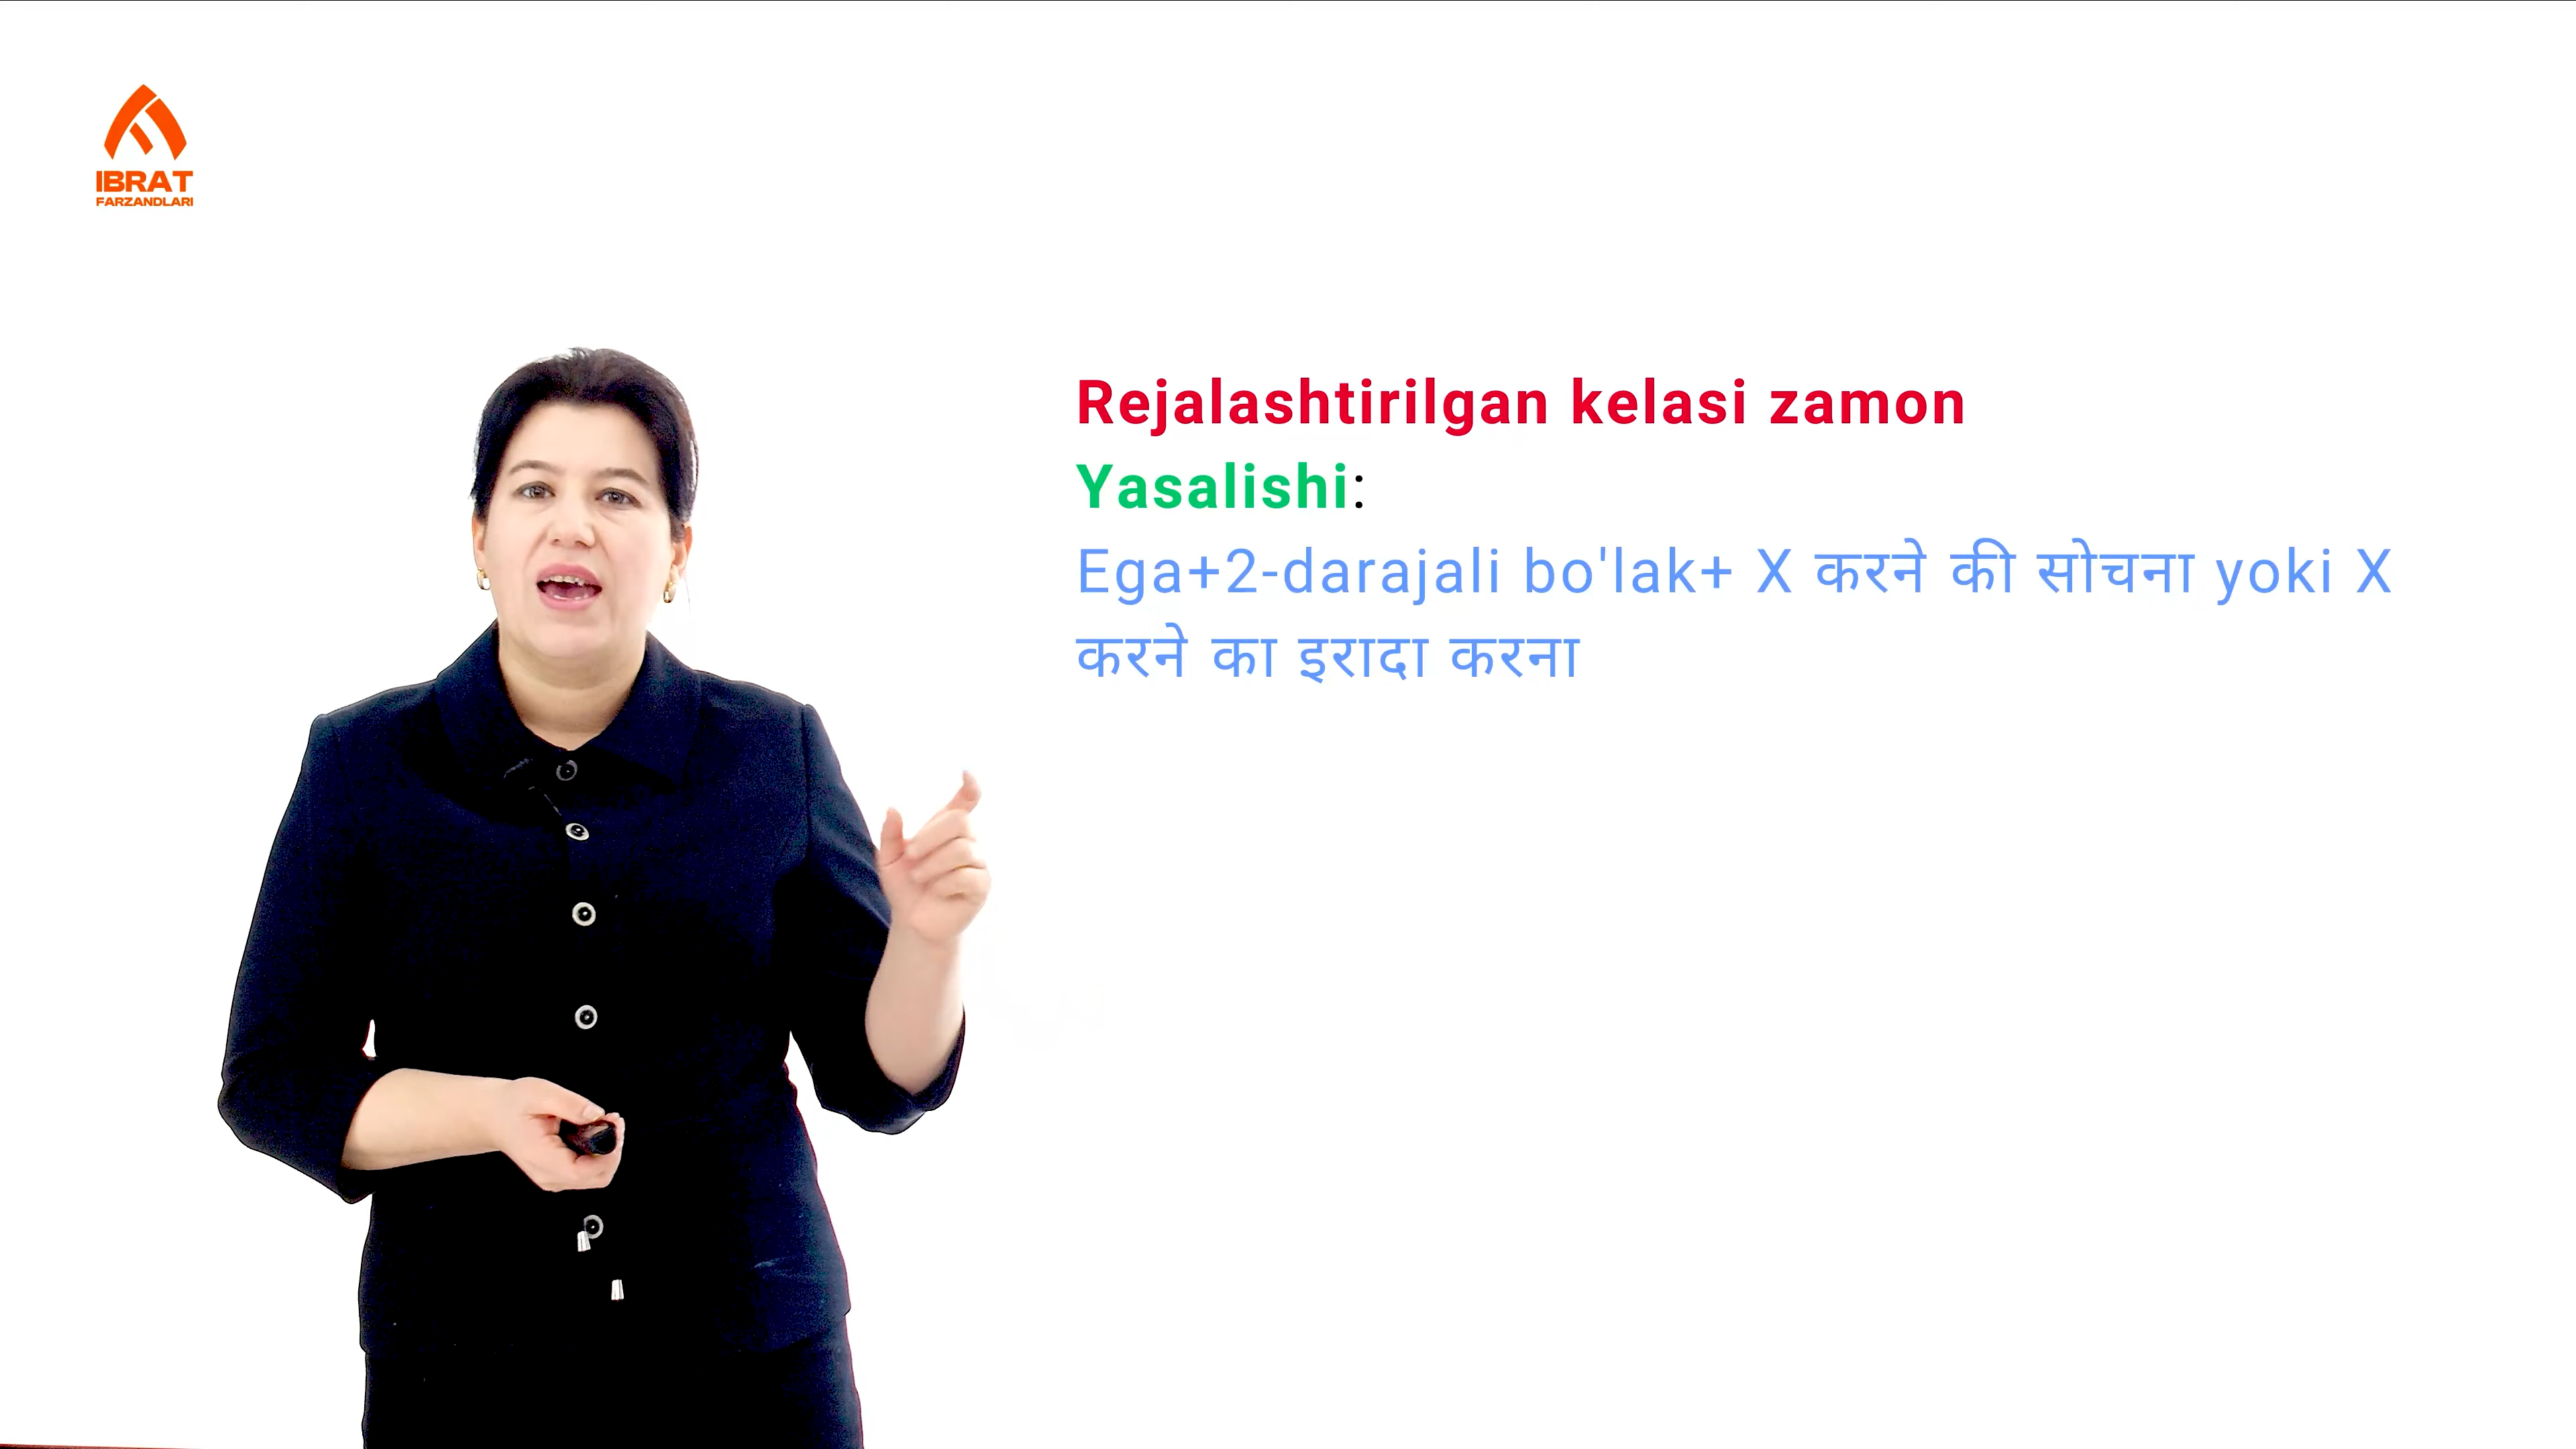 IBRAT
FARZANDLARI
Rejalashtirilgan kelasi zamon
Yasalishi:
Ega+2-darajali bo'lak+ X करने की सोचना yoki X
करने का इरादा करना